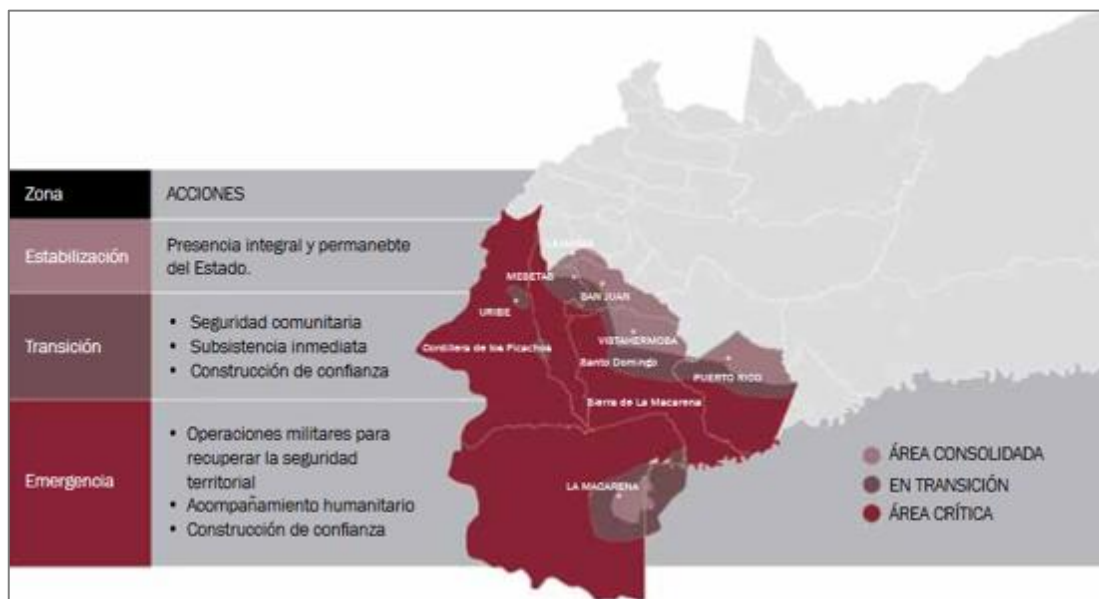 Zona
ACCIONES
Estabilización
Presencia integral y permanebte
del Estado.
Transición
• Seguridad comunitaria
• Subsistencia inmediata
• Construcción de confianza
Emergencia
• Operaciones militares para
recuperar la seguridad
territorial
• Acompañamiento humanitario
• Construcción de confianza
MESETAS
SAN JUAN
URIBE
VISTAHERMOSA
Cordillera de los Picachos
Santo Domingo
PUERTO RICO
Sierra de La Macarena
LA MACARENA
ÁREA CONSOLIDADA
EN TRANSICIÓN
ÁREA CRÍTICA